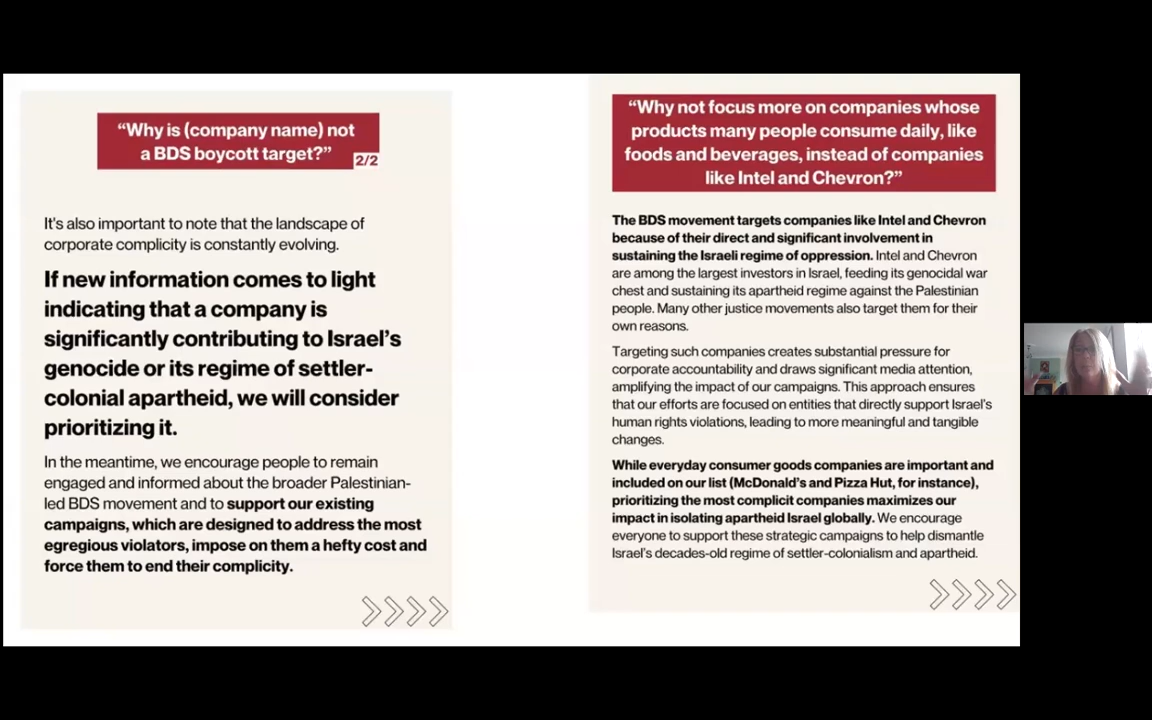 “Why is (company name) not
a BDS boycott target?”
2/2
It's also important to note that the landscape of
corporate complicity is constantly evolving.
If new information comes to light
indicating that a company is
significantly contributing to Israel’s
genocide or its regime of settler-
colonial apartheid, we will consider
prioritizing it.
In the meantime, we encourage people to remain
engaged and informed about the broader Palestinian-
led BDS movement and to support our existing
campaigns, which are designed to address the most
egregious violators, impose on them a hefty cost and
force them to end their complicity.
“Why not focus more on companies whose
products many people consume daily, like
foods and beverages, instead of companies
like Intel and Chevron?”
The BDS movement targets companies like Intel and Chevron
because of their direct and significant involvement in
sustaining the Israeli regime of oppression. Intel and Chevron
are among the largest investors in Israel, feeding its genocidal war
chest and sustaining its apartheid regime against the Palestinian
people. Many other justice movements also target them for their
own reasons.
Targeting such companies creates substantial pressure for
corporate accountability and draws significant media attention,
amplifying the impact of our campaigns. This approach ensures
that our efforts are focused on entities that directly support Israel’s
human rights violations, leading to more meaningful and tangible
changes.
While everyday consumer goods companies are important and
included on our list (McDonald’s and Pizza Hut, for instance),
prioritizing the most complicit companies maximizes our
impact in isolating apartheid Israel globally. We encourage
everyone to support these strategic campaigns to help dismantle
Israel’s decades-old regime of settler-colonialism and apartheid.